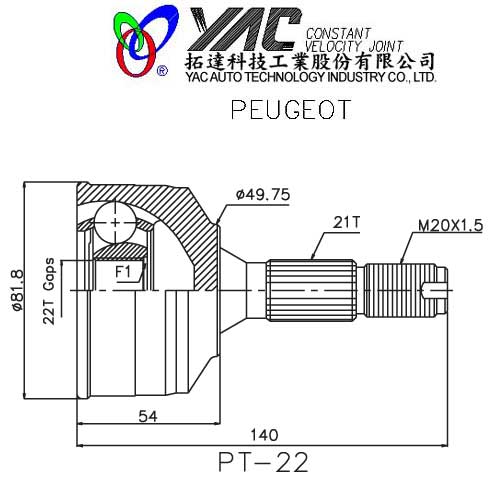 YAC CONSTANT
VELOCITY JOINT
®
拓達科技工業股份有限公司
YAC AUTO TECHNOLOGY INDUSTRY CO., LTD.
PEUGEOT
ø49.75
21T
M20X1.5
F1
22T Gaps
ø81.8
54
140
PT-22